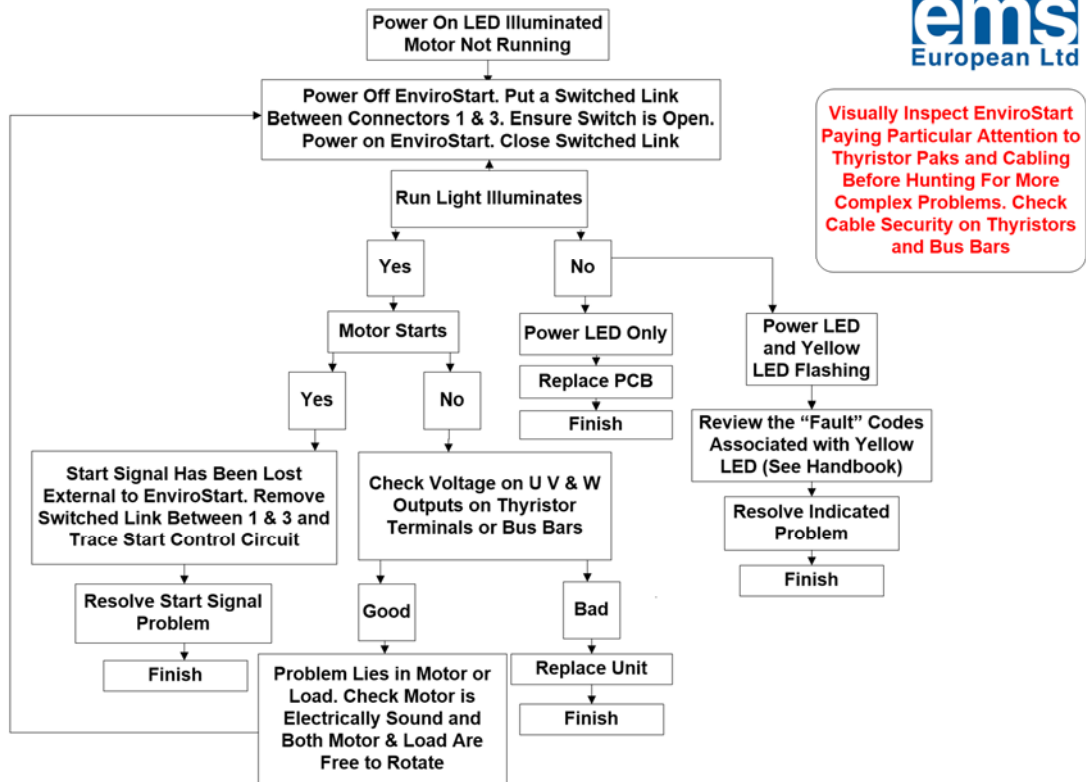 ems
European Ltd
Power On LED Illuminated
Motor Not Running
Power Off EnviroStart. Put a Switched Link
Between Connectors 1 & 3. Ensure Switch is Open.
Power on EnviroStart. Close Switched Link
Visually Inspect EnviroStart
Paying Particular Attention to
Thyristor Paks and Cabling
Before Hunting For More
Complex Problems. Check
Cable Security on Thyristors
and Bus Bars
Run Light Illuminates
Yes
No
Motor Starts
Power LED Only
Power LED
and Yellow
LED Flashing
Yes
No
Replace PCB
Finish
Review the “Fault” Codes
Associated with Yellow
LED (See Handbook)
Start Signal Has Been Lost
External to EnviroStart. Remove
Switched Link Between 1 & 3 and
Trace Start Control Circuit
Check Voltage on U V & W
Outputs on Thyristor
Terminals or Bus Bars
Resolve Indicated
Problem
Finish
Resolve Start Signal
Problem
Good
Bad
Finish
Problem Lies in Motor or
Load. Check Motor is
Electrically Sound and
Both Motor & Load Are
Free to Rotate
Replace Unit
Finish